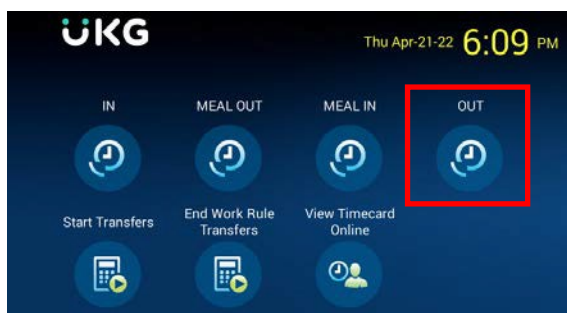 UKG
Thu Apr-21-22 6:09 PM
IN
MEAL OUT
MEAL IN
OUT
Start Transfers
End Work Rule
Transfers
View Timecard
Online